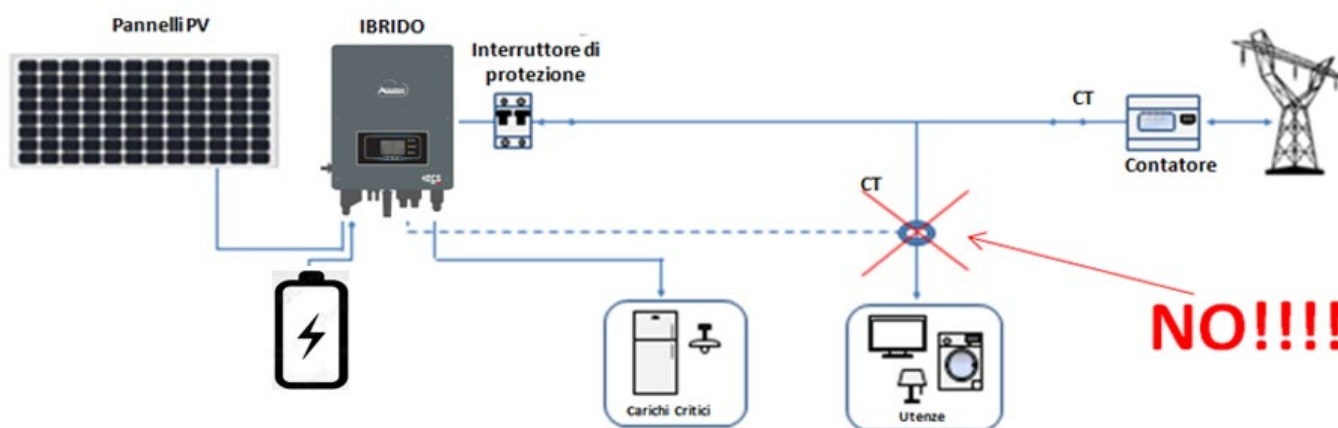 Pannelli PV
IBRIDO
Interruttore di
protezione
CT
Contatore
CT
NO!!!!
Carichi Critici
Utenze